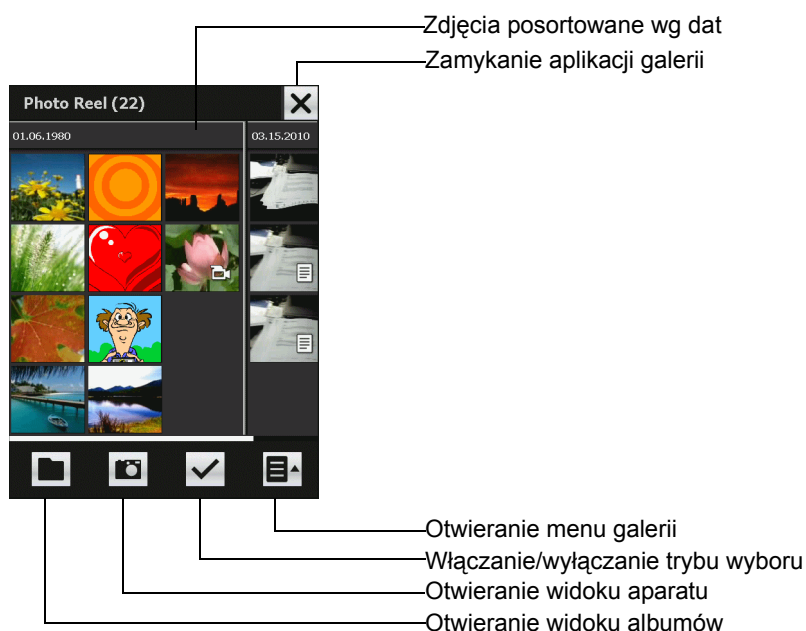 Zdjęcia posortowane wg dat
Zamykanie aplikacji galerii
Photo Reel (22)
01.06.1980
03.15.2010
Otwieranie menu galerii
Włączanie/wyłączanie trybu wyboru
Otwieranie widoku aparatu
Otwieranie widoku albumów